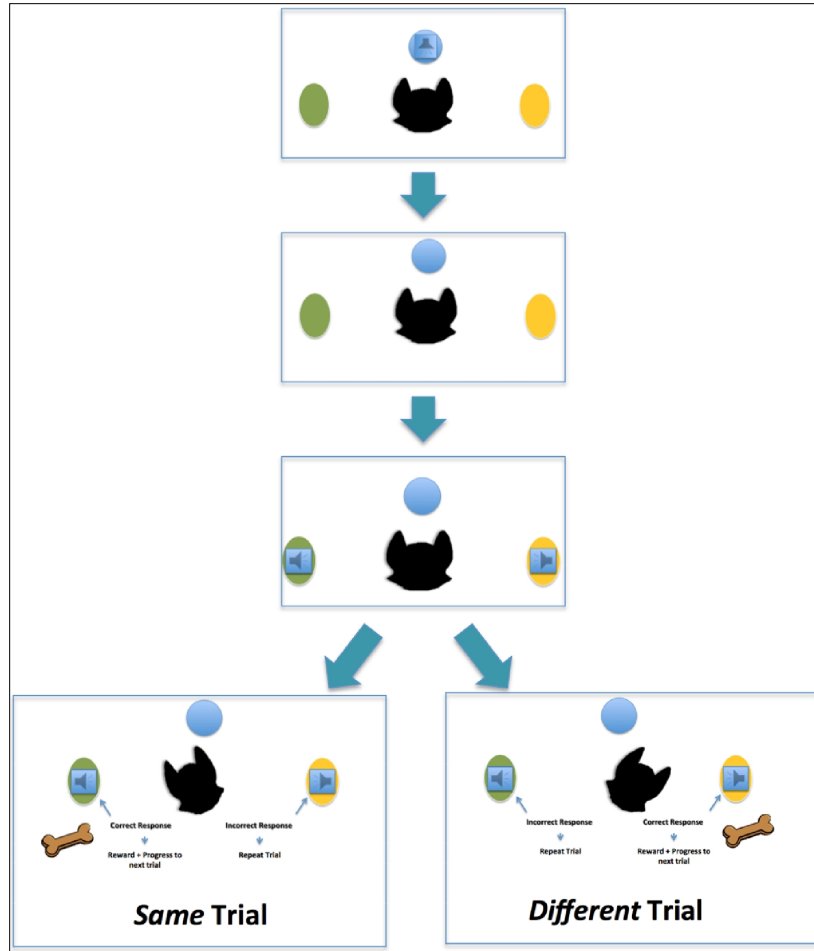 Correct Response
Incorrect Response
Reward + Progress to
next trial
Repeat Trial
Same Trial
Incorrect Response
Correct Response
Repeat Trial
Reward + Progress to
next trial
Different Trial